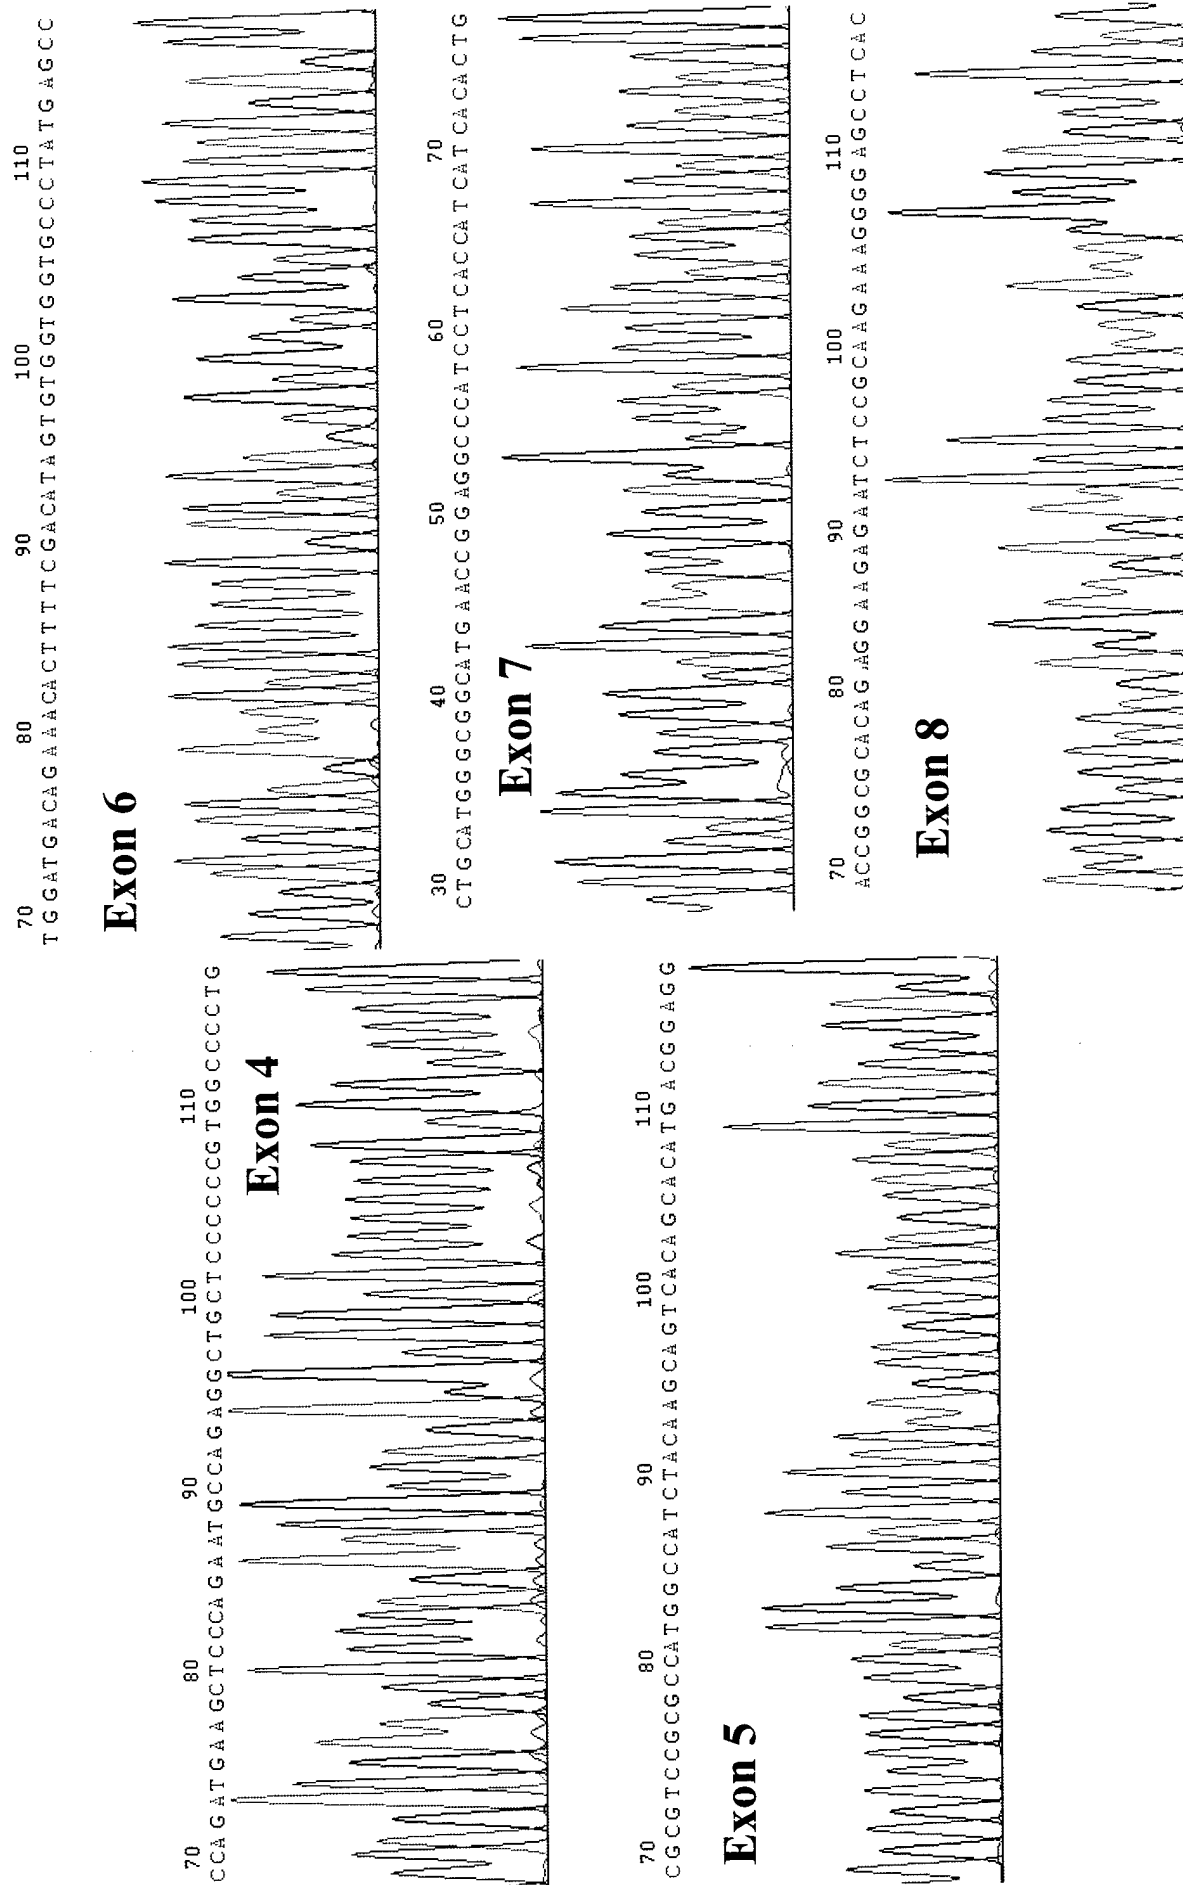 70 80 90 100 110
CCAGATGAAGCTCCCAGAATGCCAGAGGCTGCTCCCCCCGTGGCCCCTG
Exon 4
70 80 90 100 110
CGCGTCCGCGCCATGGCCATCTACAAGCAGTCACAGCACATGACGGAGG
Exon 5
70 80 90 100 110
TGGATGACAGAAACACTTTTCGACATAGTGTGGTGGTGCCCTATGAGCC
Exon 6
30 40 50 60 70
CTGCATGGGCGGCATGAACCGGAGGCCCATCCTCACCATCATCACACTG
Exon 7
70 80 90 100 110
ACCGGCGCACAGAGGAAGAGAATCTCCGCAAGAAAGGGGAGCCTCAC
Exon 8